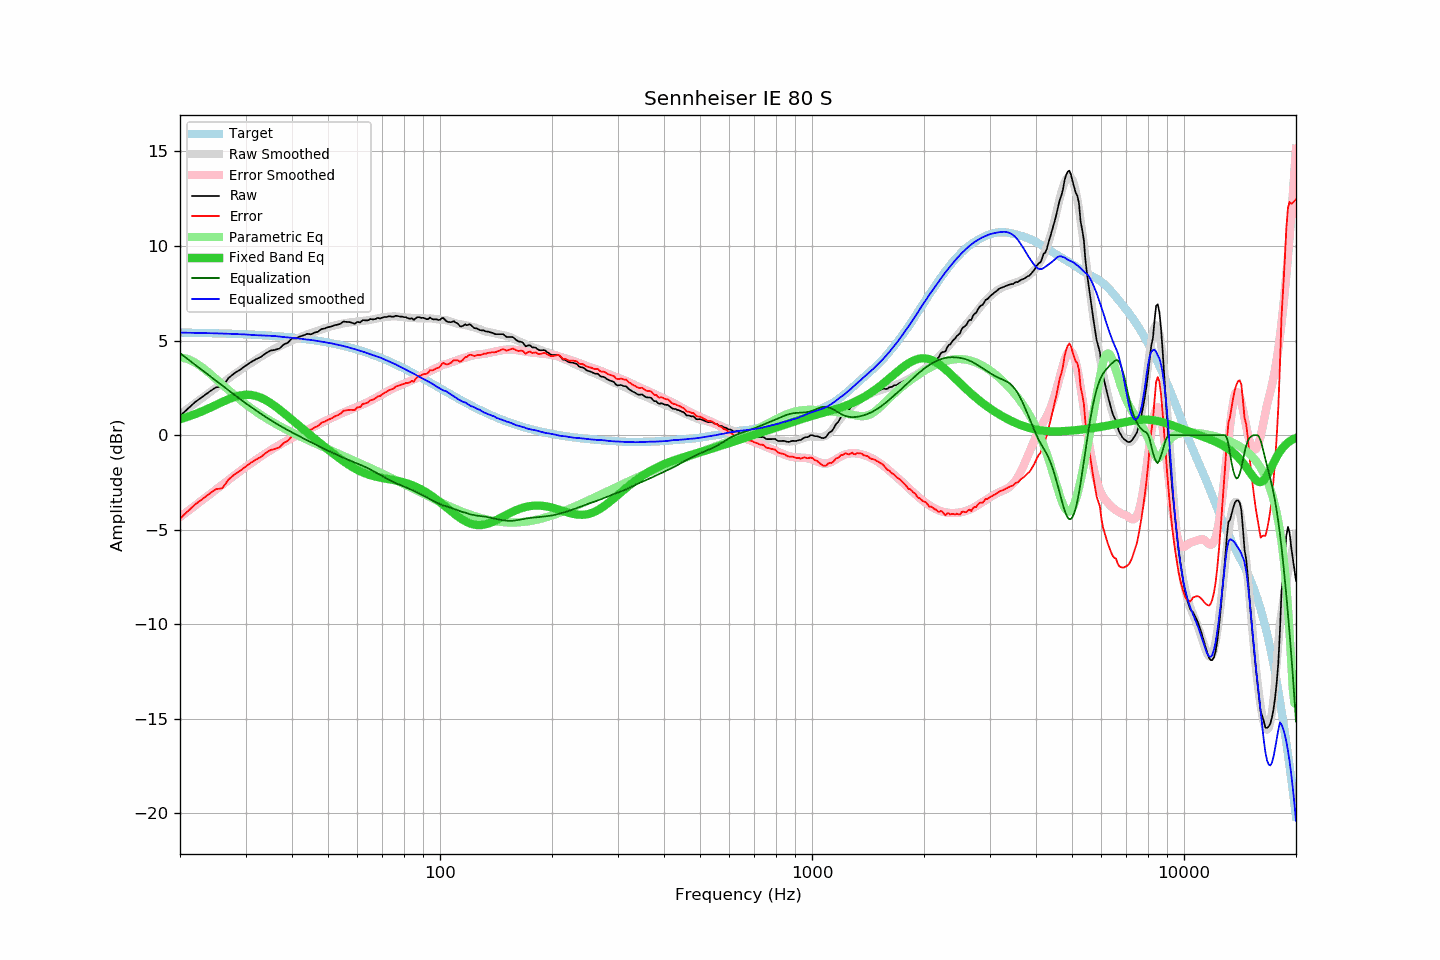 Sennheiser IE 80 S
Target
Raw Smoothed
Error Smoothed
Raw
Error
Parametric Eq
Fixed Band Eq
Equalization
Equalized smoothed
Amplitude (dBr)
15
10
5
0
−5
−10
−15
−20
100
1000
10000
Frequency (Hz)